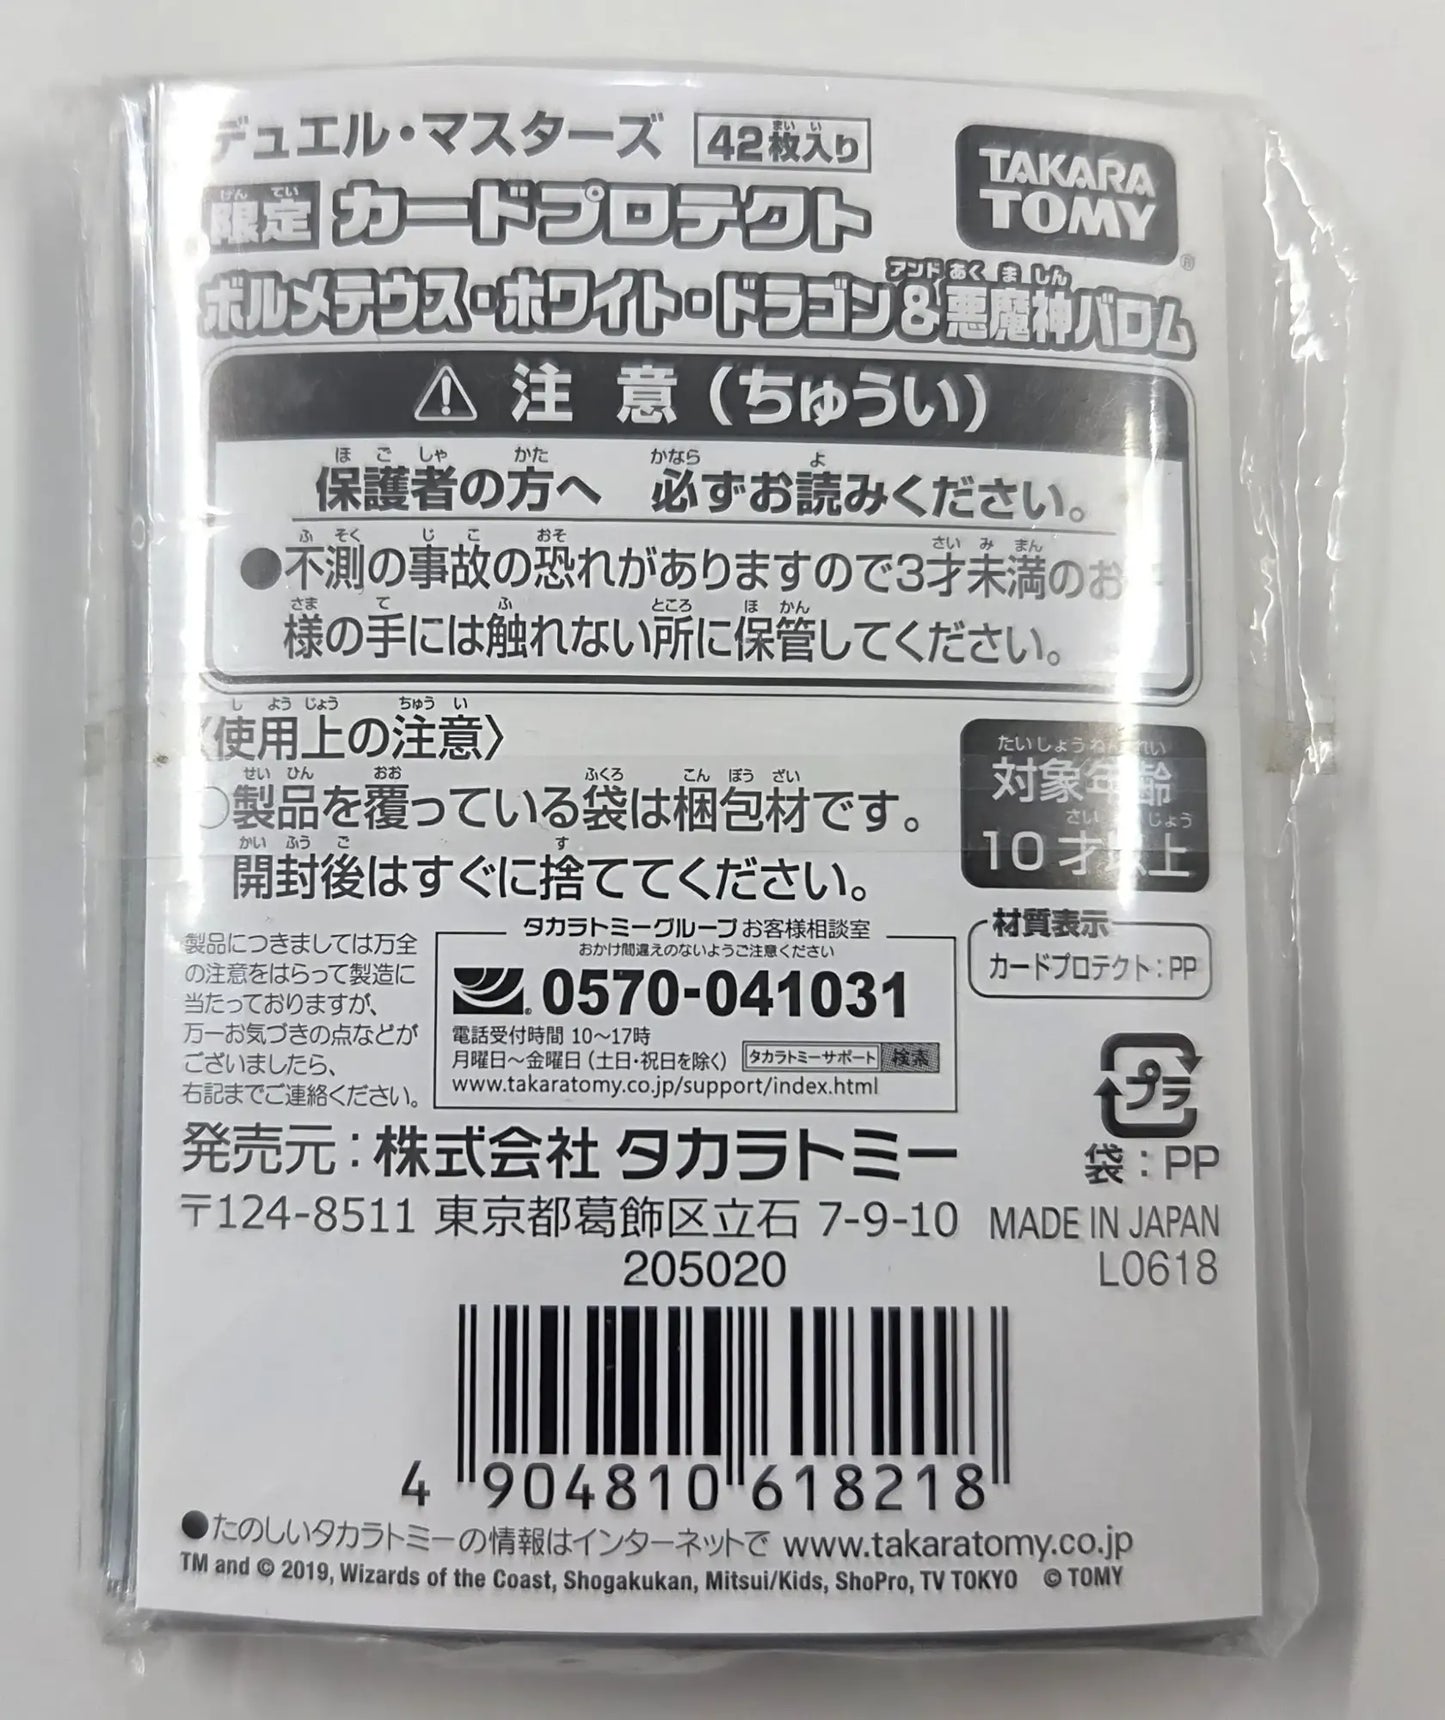 デュエル・マスターズ 42枚入り
限定 カードプロテクト
ボルメテウス・ホワイト・ドラゴン&悪魔神バロム
TAKARA
TOMY
注 意（ちゅうい）
保護者の方へ 必ずお読みください。
●不測の事故の恐れがありますので3才未満のお
様の手には触れない所に保管してください。
〈使用上の注意〉
○製品を覆っている袋は梱包材です。
開封後はすぐに捨ててください。
対象年齢
10才以上
材質表示
カードプロテクト：PP
製品につきましては万全
の注意をはらって製造に
当たっておりますが、
万一お気づきの点などが
ございましたら、
右記までご連絡ください。
タカラトミーグループ お客様相談室
おかけ間違えのないようご注意ください
0570-041031
電話受付時間 10〜17時
月曜日〜金曜日（土日・祝日を除く） タカラトミーサポート 検索
www.takaratomy.co.jp/support/index.html
プラ
袋：PP
発売元：株式会社 タカラトミー
〒124-8511 東京都葛飾区立石 7-9-10
MADE IN JAPAN
205020
L0618
4 904810 618218
●たのしいタカラトミーの情報はインターネットで www.takaratomy.co.jp
TM and © 2019, Wizards of the Coast, Shogakukan, Mitsui/Kids, ShoPro, TV TOKYO © TOMY